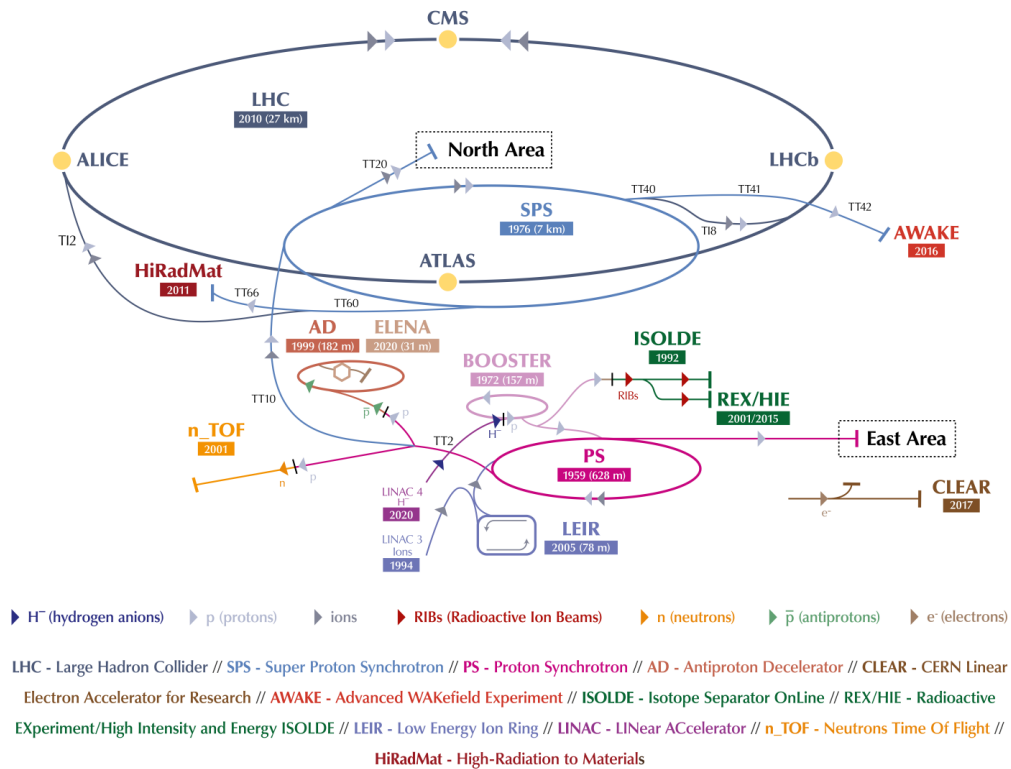 CMS
LHC
2010 (27 km)
ALICE
LHCb
TT20
North Area
TT40
TT41
TT42
SPS
1976 (7 km)
TI8
AWAKE
2016
TI2
ATLAS
HiRadMat
2011
TT66
TT60
AD
1999 (182 m)
ELENA
2020 (31 m)
ISOLDE
1992
BOOSTER
1972 (157 m)
RIBs
REX/HIE
2001/2015
TT10
p̅
p
H⁻
p
n_TOF
2001
TT2
East Area
PS
1959 (628 m)
n
p
LINAC 4
H⁻
2020
CLEAR
2017
e⁻
LINAC 3
Ions
1994
LEIR
2005 (78 m)
H⁻ (hydrogen anions)
p (protons)
ions
RIBs (Radioactive Ion Beams)
n (neutrons)
p̅ (antiprotons)
e⁻ (electrons)
LHC - Large Hadron Collider // SPS - Super Proton Synchrotron // PS - Proton Synchrotron // AD - Antiproton Decelerator // CLEAR - CERN Linear
Electron Accelerator for Research // AWAKE - Advanced WAKefield Experiment // ISOLDE - Isotope Separator OnLine // REX/HIE - Radioactive
EXperiment/High Intensity and Energy ISOLDE // LEIR - Low Energy Ion Ring // LINAC - LINear ACcelerator // n_TOF - Neutrons Time Of Flight //
HiRadMat - High-Radiation to Materials